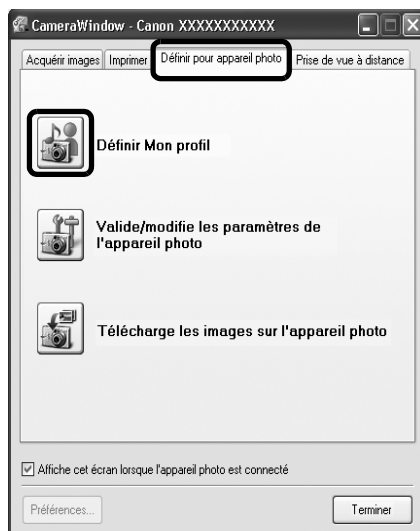 CameraWindow - Canon XXXXXXXXXXX
Acquérir images Imprimer Définir pour appareil photo Prise de vue à distance
Définir Mon profil
Valide/modifie les paramètres de
l'appareil photo
Télécharge les images sur l'appareil photo
Affiche cet écran lorsque l'appareil photo est connecté
Préférences... Terminer